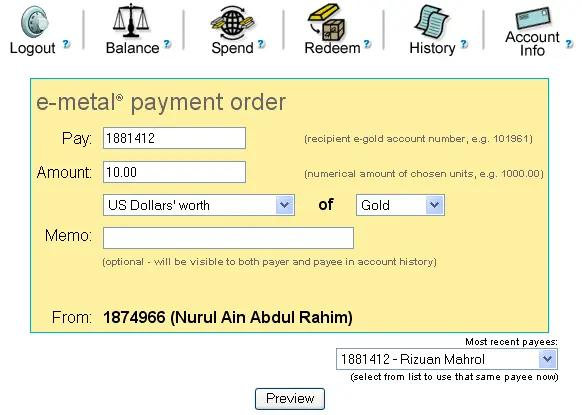 Logout ? Balance ? Spend ? Redeem ? History ? Account Info ?
e-metal® payment order
Pay: 1881412 (recipient e-gold account number, e.g. 101961)
Amount: 10.00 (numerical amount of chosen units, e.g. 1000.00)
US Dollars' worth of Gold
Memo:
(optional - will be visible to both payer and payee in account history)
From: 1874966 (Nurul Ain Abdul Rahim)
Most recent payees:
1881412 - Rizuan Mahrol
(select from list to use that same payee now)
Preview